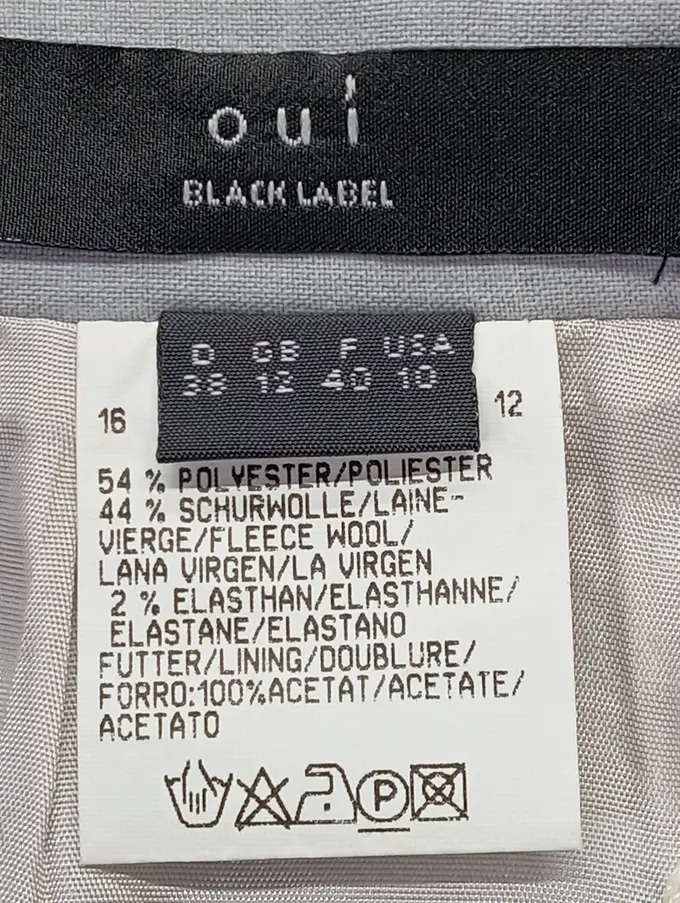 oui
BLACK LABEL
D GB F USA
38 12 40 10
16 12
54 % POLYESTER/POLIESTER
44 % SCHURWOLLE/LAINE-
VIERGE/FLEECE WOOL/
LANA VIRGEN/LA VIRGEN
2 % ELASTHAN/ELASTHANNE/
ELASTANE/ELASTANO
FUTTER/LINING/DOUBLURE/
FORRO:100%ACETAT/ACETATE/
ACETATO
P